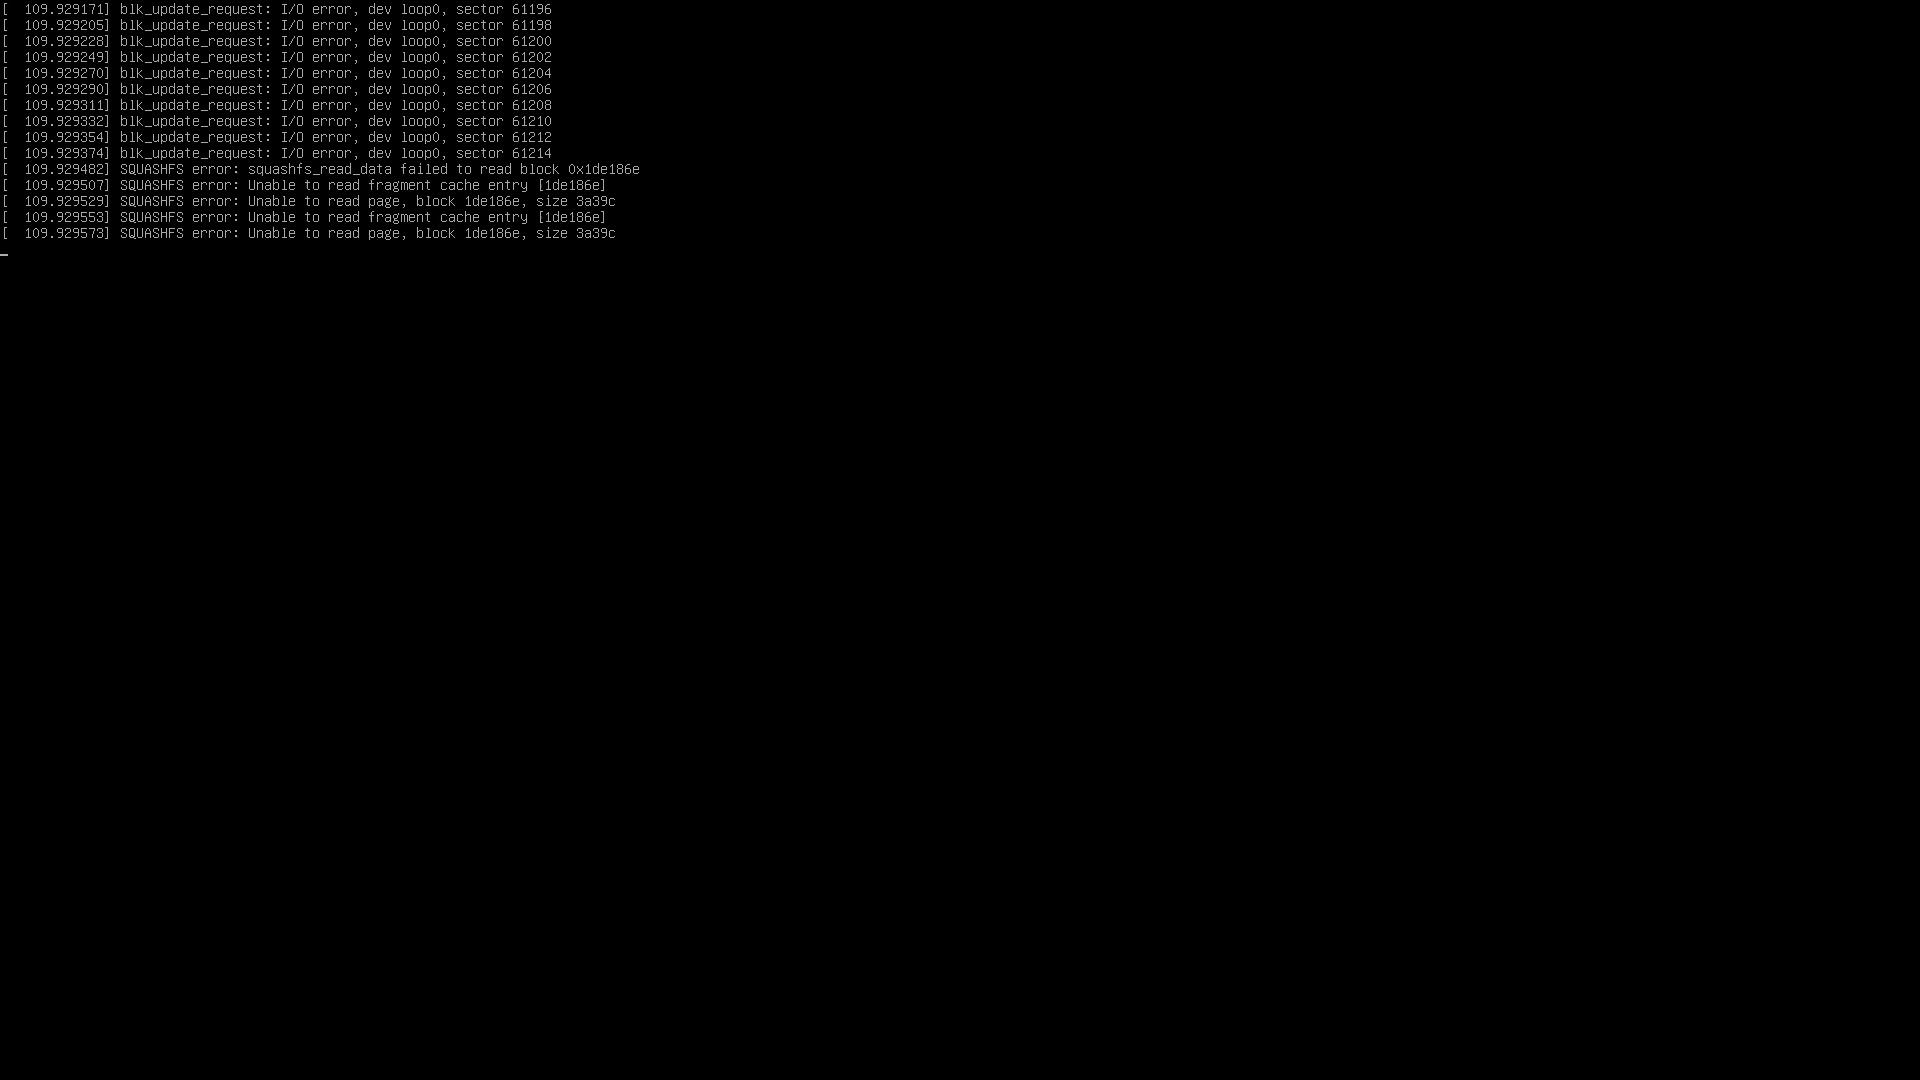 [  109.929171] blk_update_request: I/O error, dev loop0, sector 61196
[  109.929205] blk_update_request: I/O error, dev loop0, sector 61198
[  109.929228] blk_update_request: I/O error, dev loop0, sector 61200
[  109.929249] blk_update_request: I/O error, dev loop0, sector 61202
[  109.929270] blk_update_request: I/O error, dev loop0, sector 61204
[  109.929290] blk_update_request: I/O error, dev loop0, sector 61206
[  109.929311] blk_update_request: I/O error, dev loop0, sector 61208
[  109.929332] blk_update_request: I/O error, dev loop0, sector 61210
[  109.929354] blk_update_request: I/O error, dev loop0, sector 61212
[  109.929374] blk_update_request: I/O error, dev loop0, sector 61214
[  109.929482] SQUASHFS error: squashfs_read_data failed to read block 0x1de186e
[  109.929507] SQUASHFS error: Unable to read fragment cache entry [1de186e]
[  109.929529] SQUASHFS error: Unable to read page, block 1de186e, size 3a39c
[  109.929553] SQUASHFS error: Unable to read fragment cache entry [1de186e]
[  109.929573] SQUASHFS error: Unable to read page, block 1de186e, size 3a39c